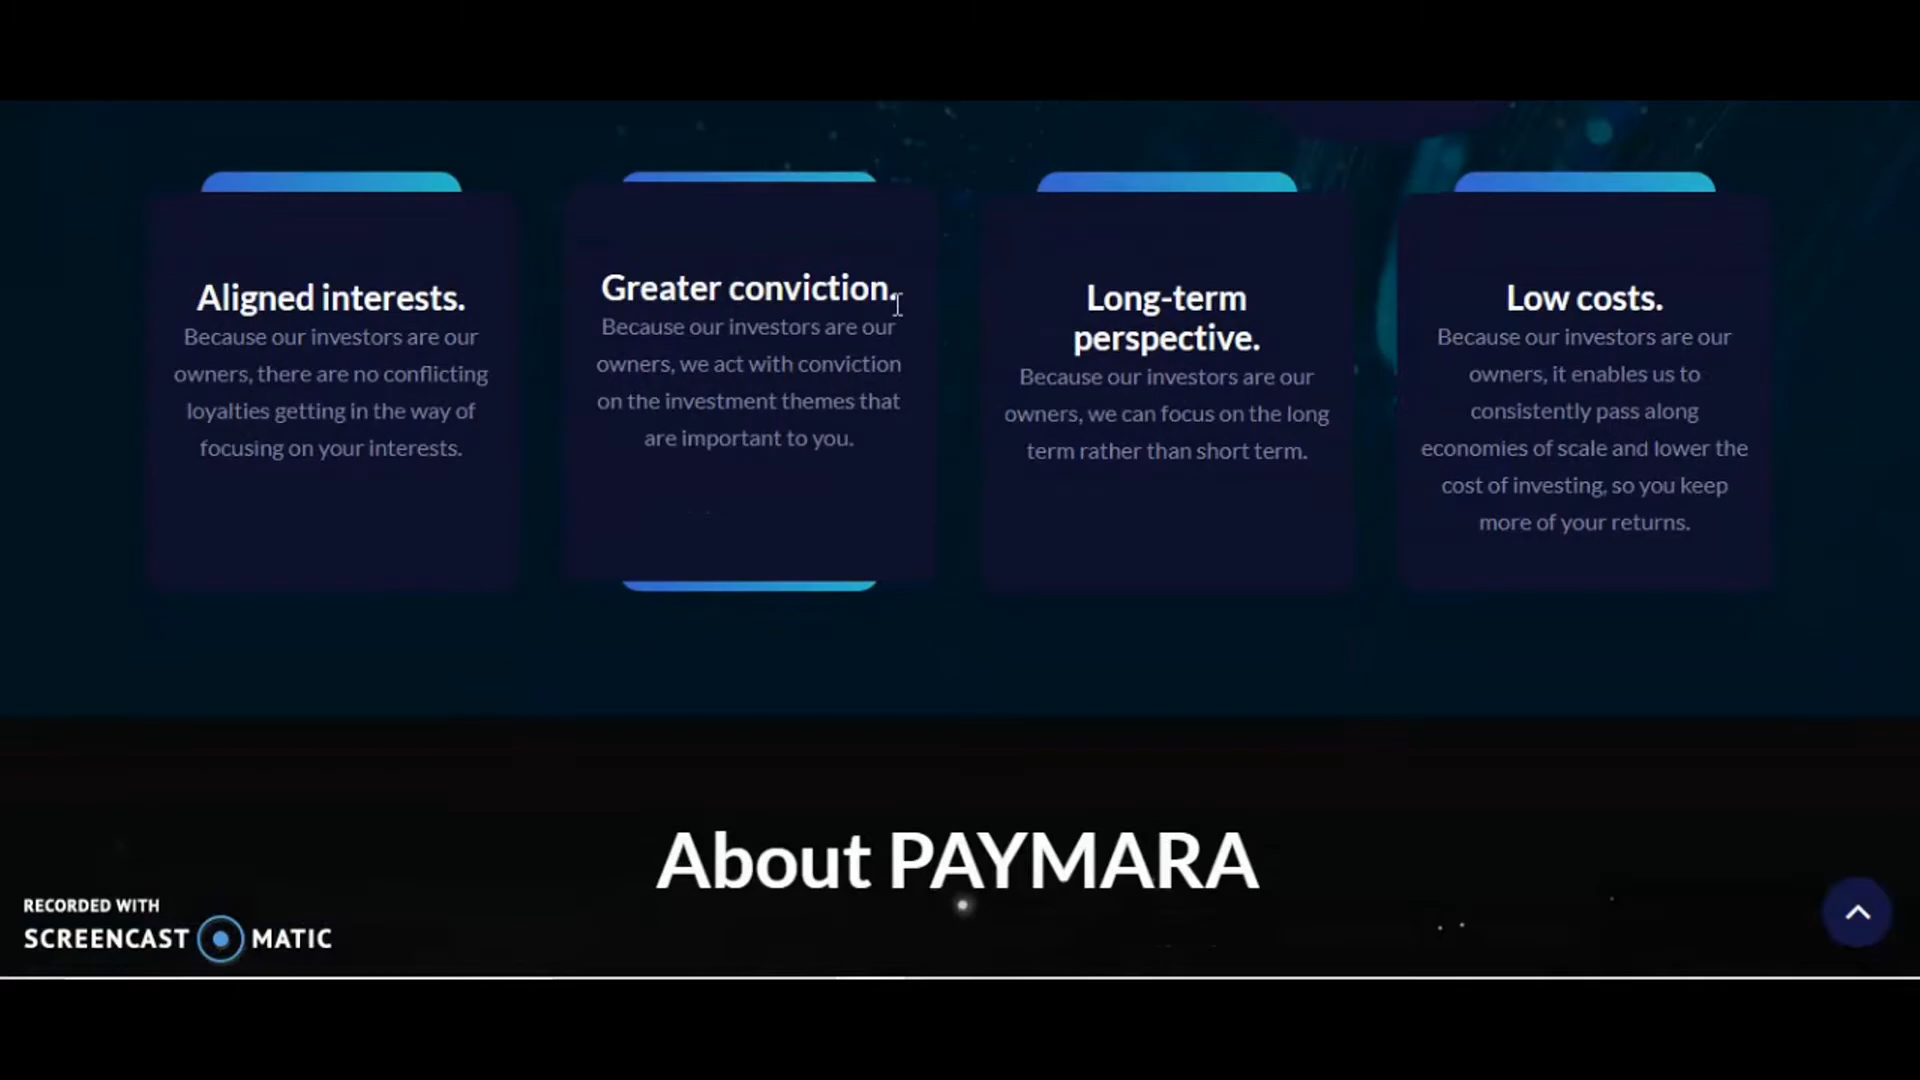 Aligned interests.
Because our investors are our
owners, there are no conflicting
loyalties getting in the way of
focusing on your interests.
Greater conviction.
Because our investors are our
owners, we act with conviction
on the investment themes that
are important to you.
Long-term
perspective.
Because our investors are our
owners, we can focus on the long
term rather than short term.
Low costs.
Because our investors are our
owners, it enables us to
consistently pass along
economies of scale and lower the
cost of investing, so you keep
more of your returns.
About PAYMARA
RECORDED WITH
SCREENCAST MATIC